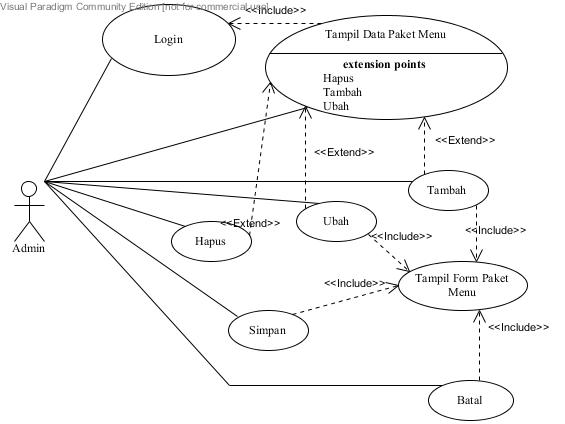 Visual Paradigm Community Edition [not for commercial use]
<<Include>>
Login
Tampil Data Paket Menu
extension points
Hapus
Tambah
Ubah
<<Extend>>
<<Extend>>
Tambah
Admin
Hapus
<<Extend>>
Ubah
<<Include>>
<<Include>>
Tampil Form Paket
Menu
<<Include>>
Simpan
<<Include>>
Batal